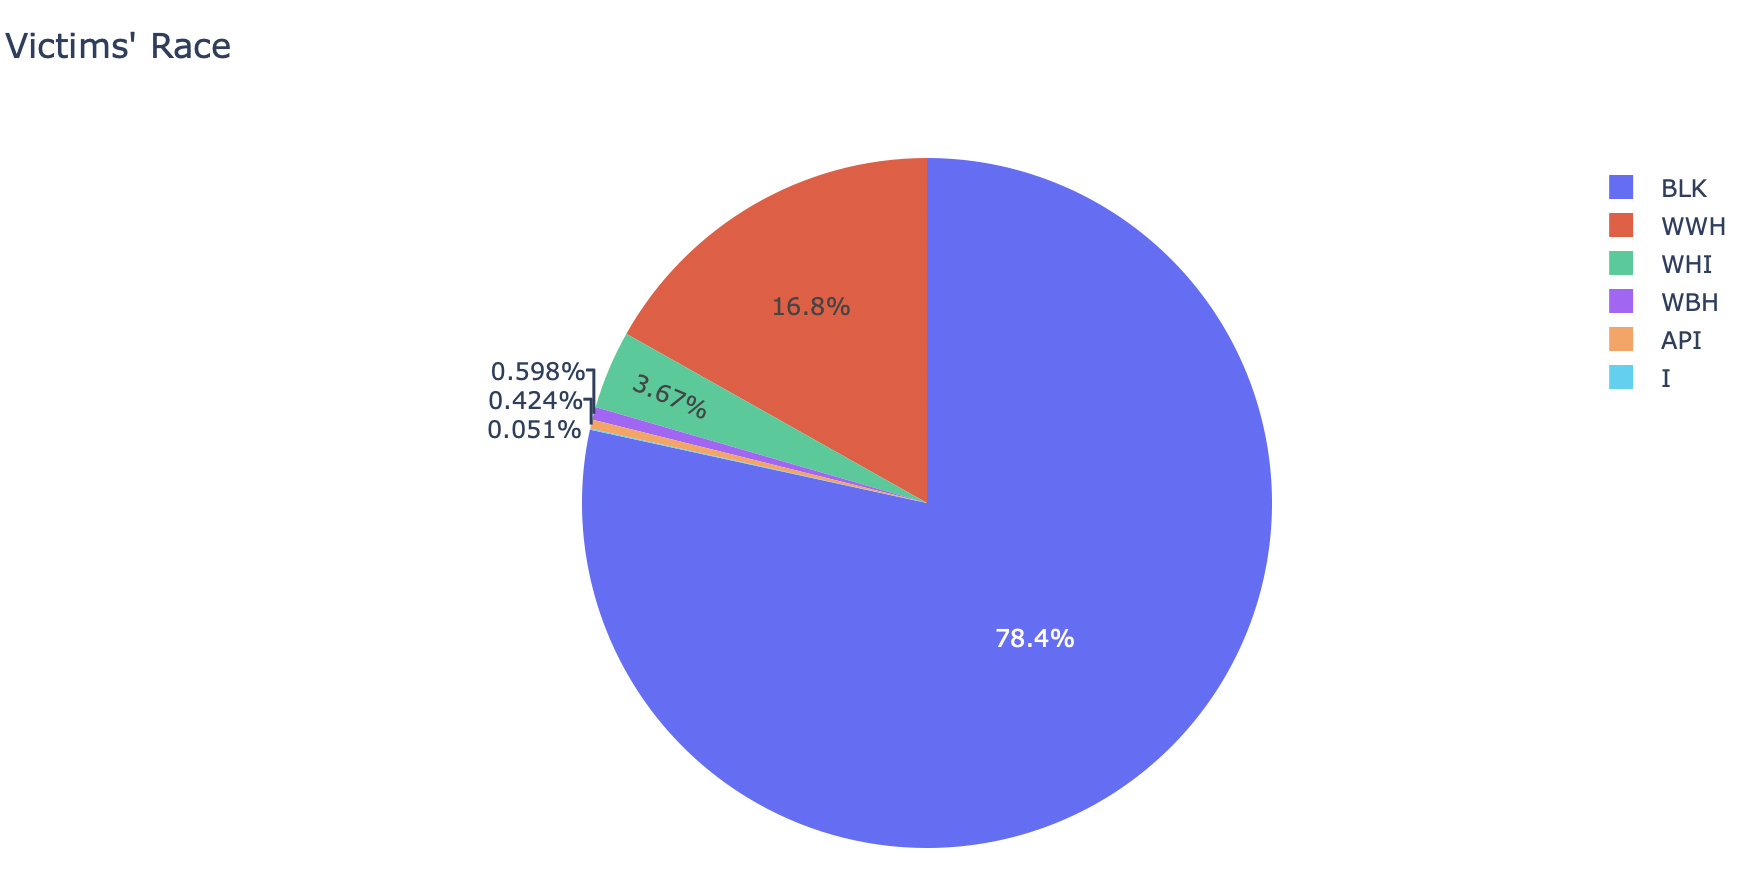 Victims' Race
BLK
WWH
WHI
WBH
API
I
16.8%
0.598%
3.67%
0.424%
0.051%
78.4%